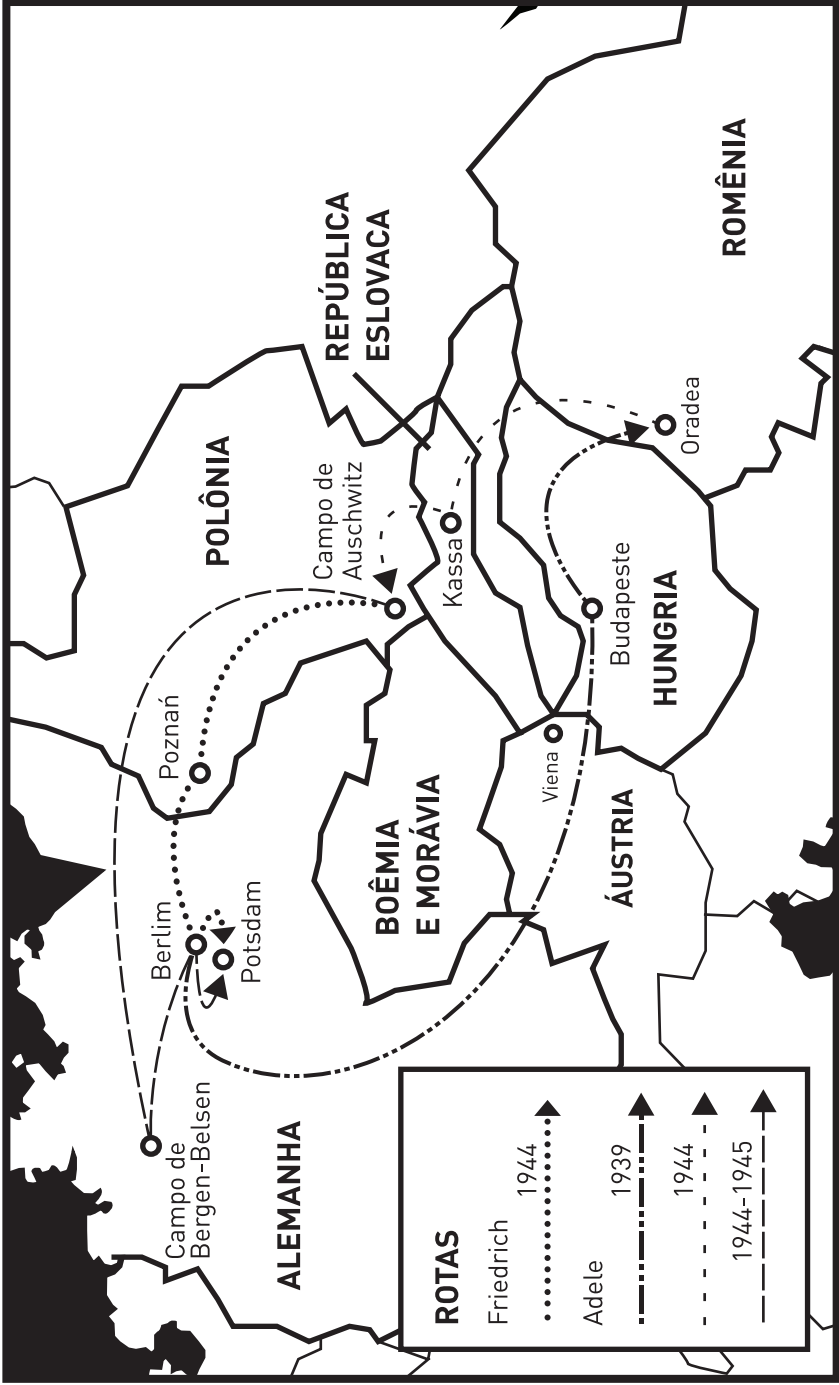 Campo de
Bergen-Belsen
Berlim
Potsdam
Poznań
POLÔNIA
Campo de
Auschwitz
REPÚBLICA
ESLOVACA
Kassa
ALEMANHA
BOÊMIA
E MORÁVIA
Viena
ÁUSTRIA
Budapeste
HUNGRIA
Oradea
ROMÊNIA
ROTAS
Friedrich
1944
Adele
1939
1944
1944-1945